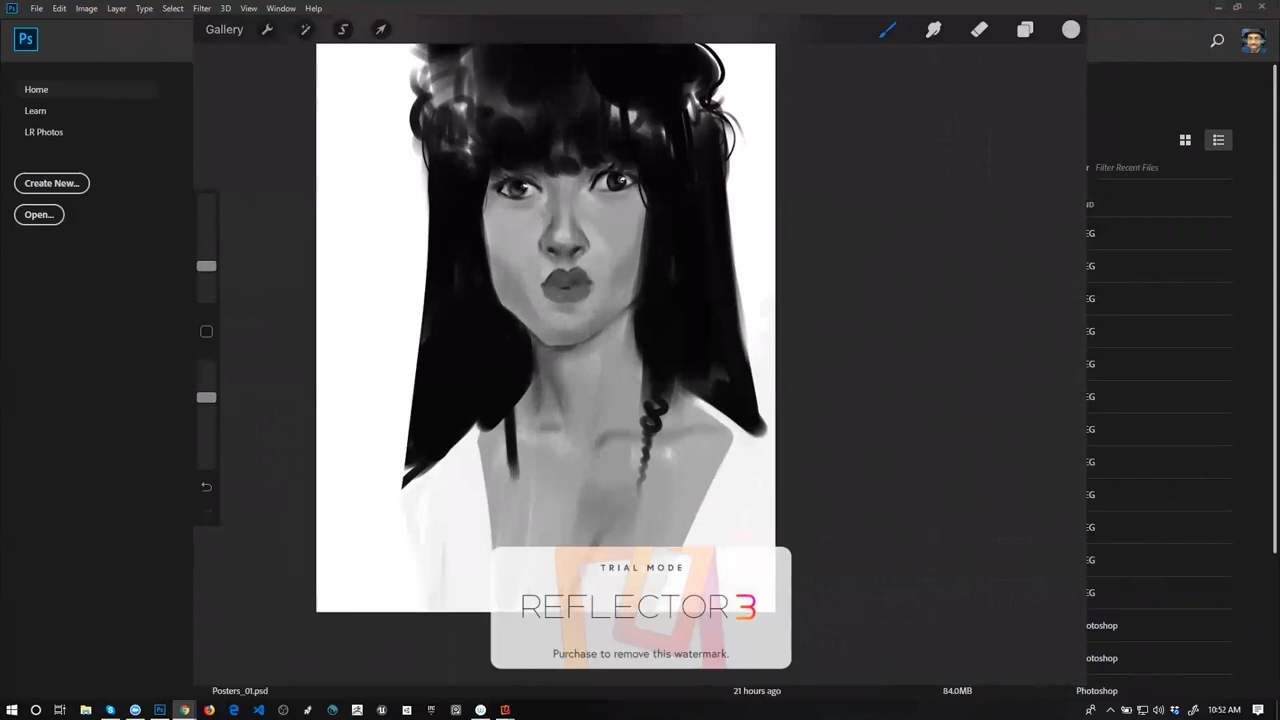 File Edit Image Layer Type Select Filter 3D View Window Help
Gallery
Ps
Home
Learn
LR Photos
Create New...
Open...
Filter Recent Files
TRIAL MODE
REFLECTOR 3
Purchase to remove this watermark.
Photoshop
Photoshop
Posters_01.psd 21 hours ago 84.0MB Photoshop
10:52 AM